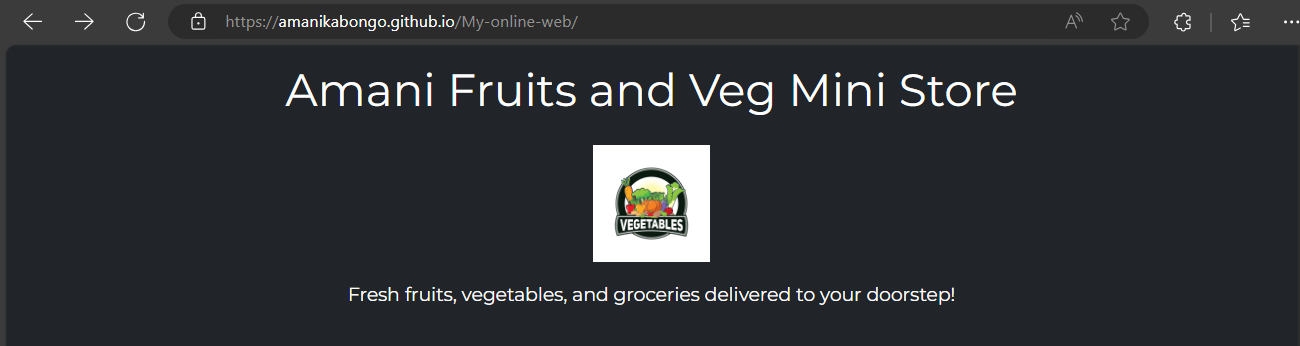 https://amanikabongo.github.io/My-online-web/
Amani Fruits and Veg Mini Store
VEGETABLES
Fresh fruits, vegetables, and groceries delivered to your doorstep!